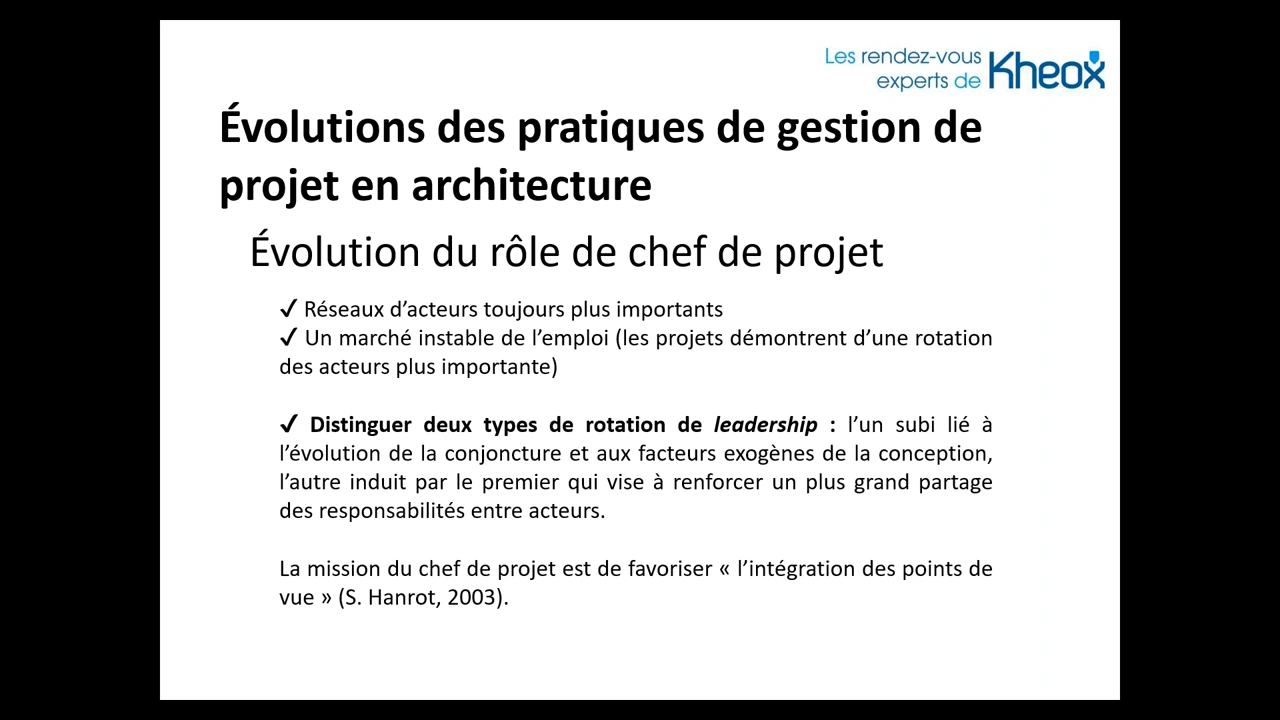 Les rendez-vous
experts de Kheox
Évolutions des pratiques de gestion de
projet en architecture
Évolution du rôle de chef de projet
✓ Réseaux d’acteurs toujours plus importants
✓ Un marché instable de l’emploi (les projets démontrent d’une rotation
des acteurs plus importante)
✓ Distinguer deux types de rotation de leadership : l’un subi lié à
l’évolution de la conjoncture et aux facteurs exogènes de la conception,
l’autre induit par le premier qui vise à renforcer un plus grand partage
des responsabilités entre acteurs.
La mission du chef de projet est de favoriser « l’intégration des points de
vue » (S. Hanrot, 2003).